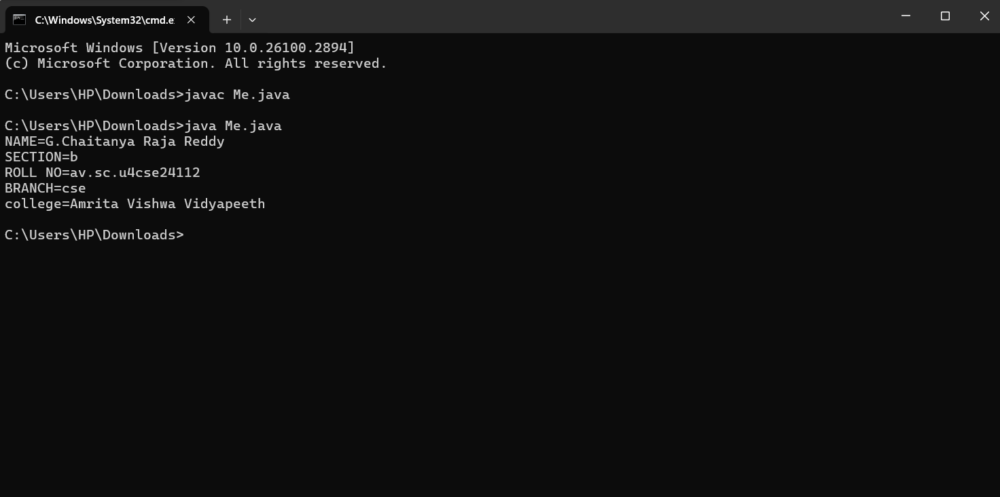 C:\Windows\System32\cmd.e
Microsoft Windows [Version 10.0.26100.2894]
(c) Microsoft Corporation. All rights reserved.
C:\Users\HP\Downloads>javac Me.java
C:\Users\HP\Downloads>java Me.java
NAME=G.Chaitanya Raja Reddy
SECTION=b
ROLL NO=av.sc.u4cse24112
BRANCH=cse
college=Amrita Vishwa Vidyapeeth
C:\Users\HP\Downloads>